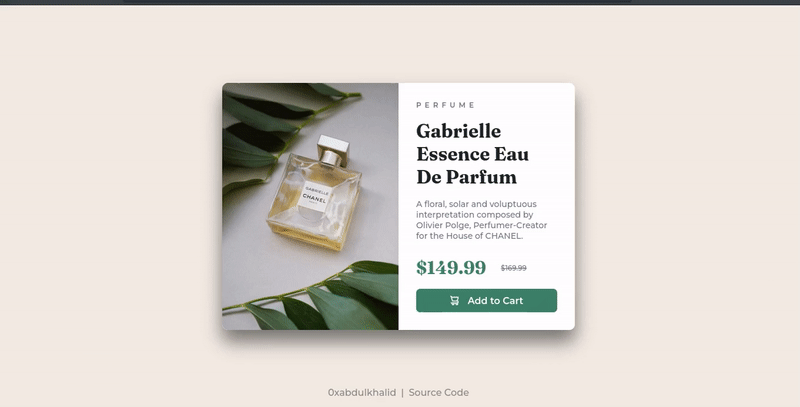 GABRIELLE
CHANEL
PERFUME
Gabrielle
Essence Eau
De Parfum
A floral, solar and voluptuous
interpretation composed by
Olivier Polge, Perfumer-Creator
for the House of CHANEL.
$149.99 $169.99
Add to Cart
0xabdulkhalid | Source Code